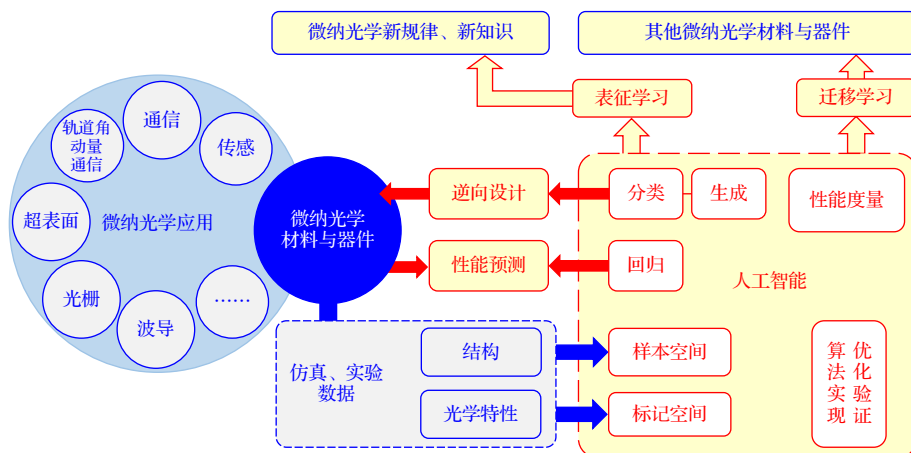 微纳光学新规律、新知识
其他微纳光学材料与器件
表征学习
迁移学习
轨道角
动量
通信
通信
传感
超表面
微纳光学应用
光栅
波导
……
微纳光学
材料与器件
逆向设计
性能预测
分类
生成
性能度量
回归
人工智能
仿真、实验
数据
结构
光学特性
样本空间
标记空间
算法实现
优化验证